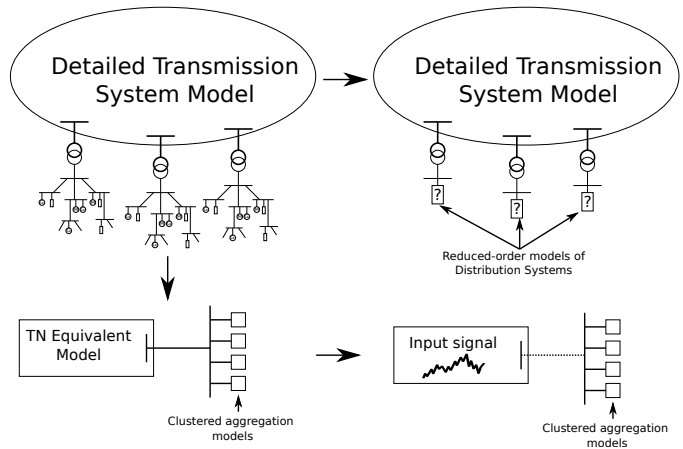 Detailed Transmission
System Model
Detailed Transmission
System Model
?
?
?
Reduced-order models of
Distribution Systems
TN Equivalent
Model
Clustered aggregation
models
Input signal
Clustered aggregation
models